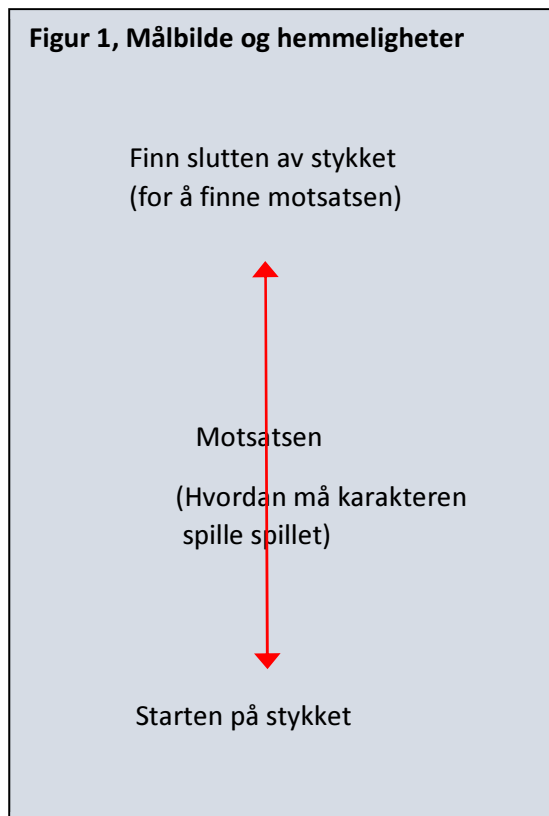 Figur 1, Målbilde og hemmeligheter
Finn slutten av stykket
(for å finne motsatsen)
Motsatsen
(Hvordan må karakteren
spille spillet)
Starten på stykket